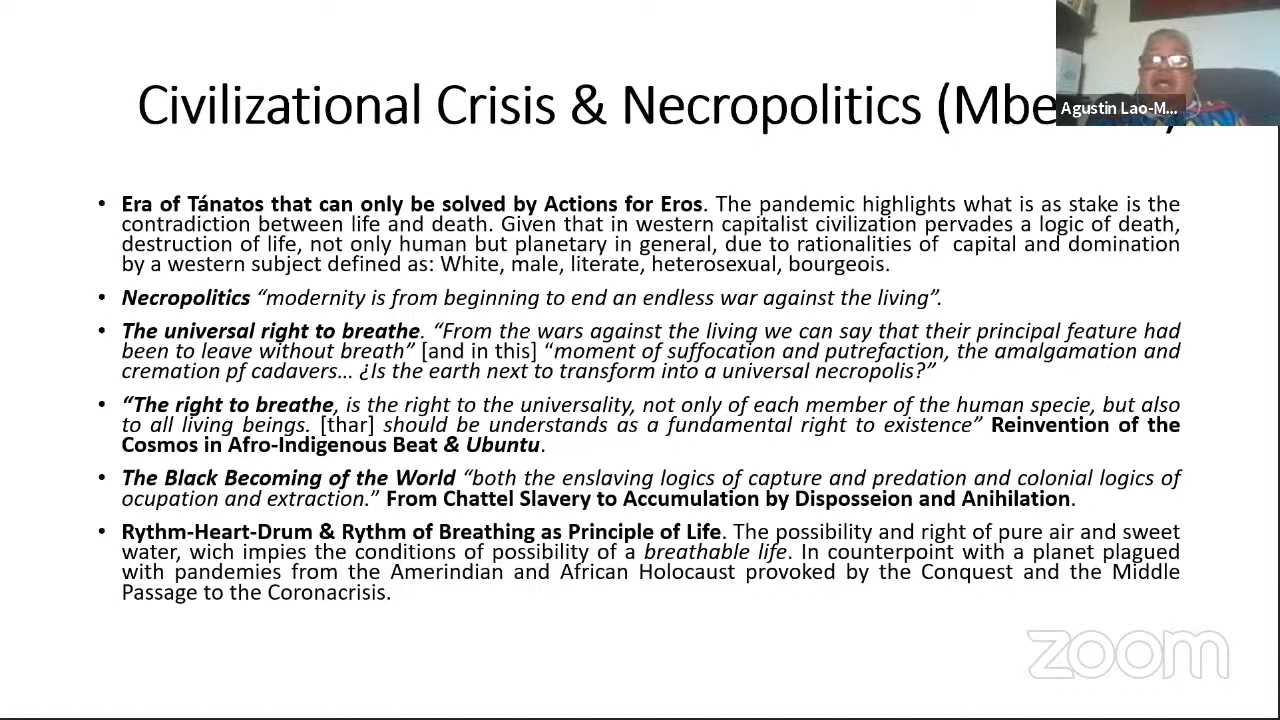 Civilizational Crisis & Necropolitics (Mbe
Agustin Lao-M...
• Era of Tánatos that can only be solved by Actions for Eros. The pandemic highlights what is as stake is the
contradiction between life and death. Given that in western capitalist civilization pervades a logic of death,
destruction of life, not only human but planetary in general, due to rationalities of capital and domination
by a western subject defined as: White, male, literate, heterosexual, bourgeois.
• Necropolitics “modernity is from beginning to end an endless war against the living”.
• The universal right to breathe. “From the wars against the living we can say that their principal feature had
been to leave without breath” [and in this] “moment of suffocation and putrefaction, the amalgamation and
cremation pf cadavers… ¿Is the earth next to transform into a universal necropolis?”
• “The right to breathe, is the right to the universality, not only of each member of the human specie, but also
to all living beings. [thar] should be understands as a fundamental right to existence” Reinvention of the
Cosmos in Afro-Indigenous Beat & Ubuntu.
• The Black Becoming of the World “both the enslaving logics of capture and predation and colonial logics of
ocupation and extraction.” From Chattel Slavery to Accumulation by Disposseion and Anihilation.
• Rythm-Heart-Drum & Rythm of Breathing as Principle of Life. The possibility and right of pure air and sweet
water, wich impies the conditions of possibility of a breathable life. In counterpoint with a planet plagued
with pandemies from the Amerindian and African Holocaust provoked by the Conquest and the Middle
Passage to the Coronacrisis.
zoom